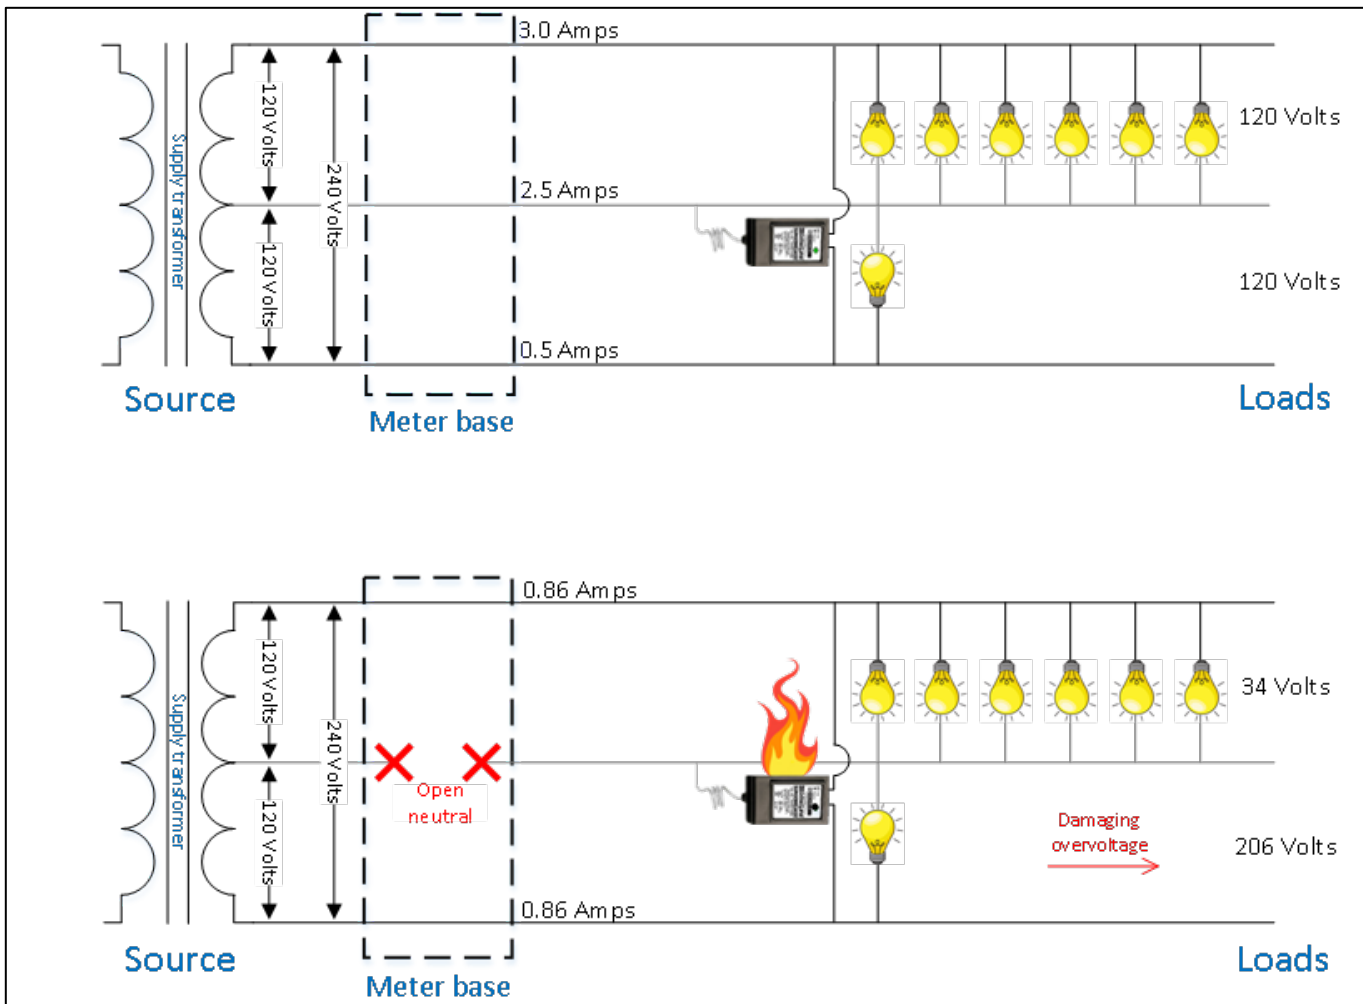 3.0 Amps
120 Volts
240 Volts
Supply transformer
120 Volts
2.5 Amps
120 Volts
120 Volts
0.5 Amps
Source
Meter base
Loads
0.86 Amps
120 Volts
240 Volts
Supply transformer
34 Volts
Open
neutral
120 Volts
Damaging
overvoltage
206 Volts
0.86 Amps
Source
Meter base
Loads